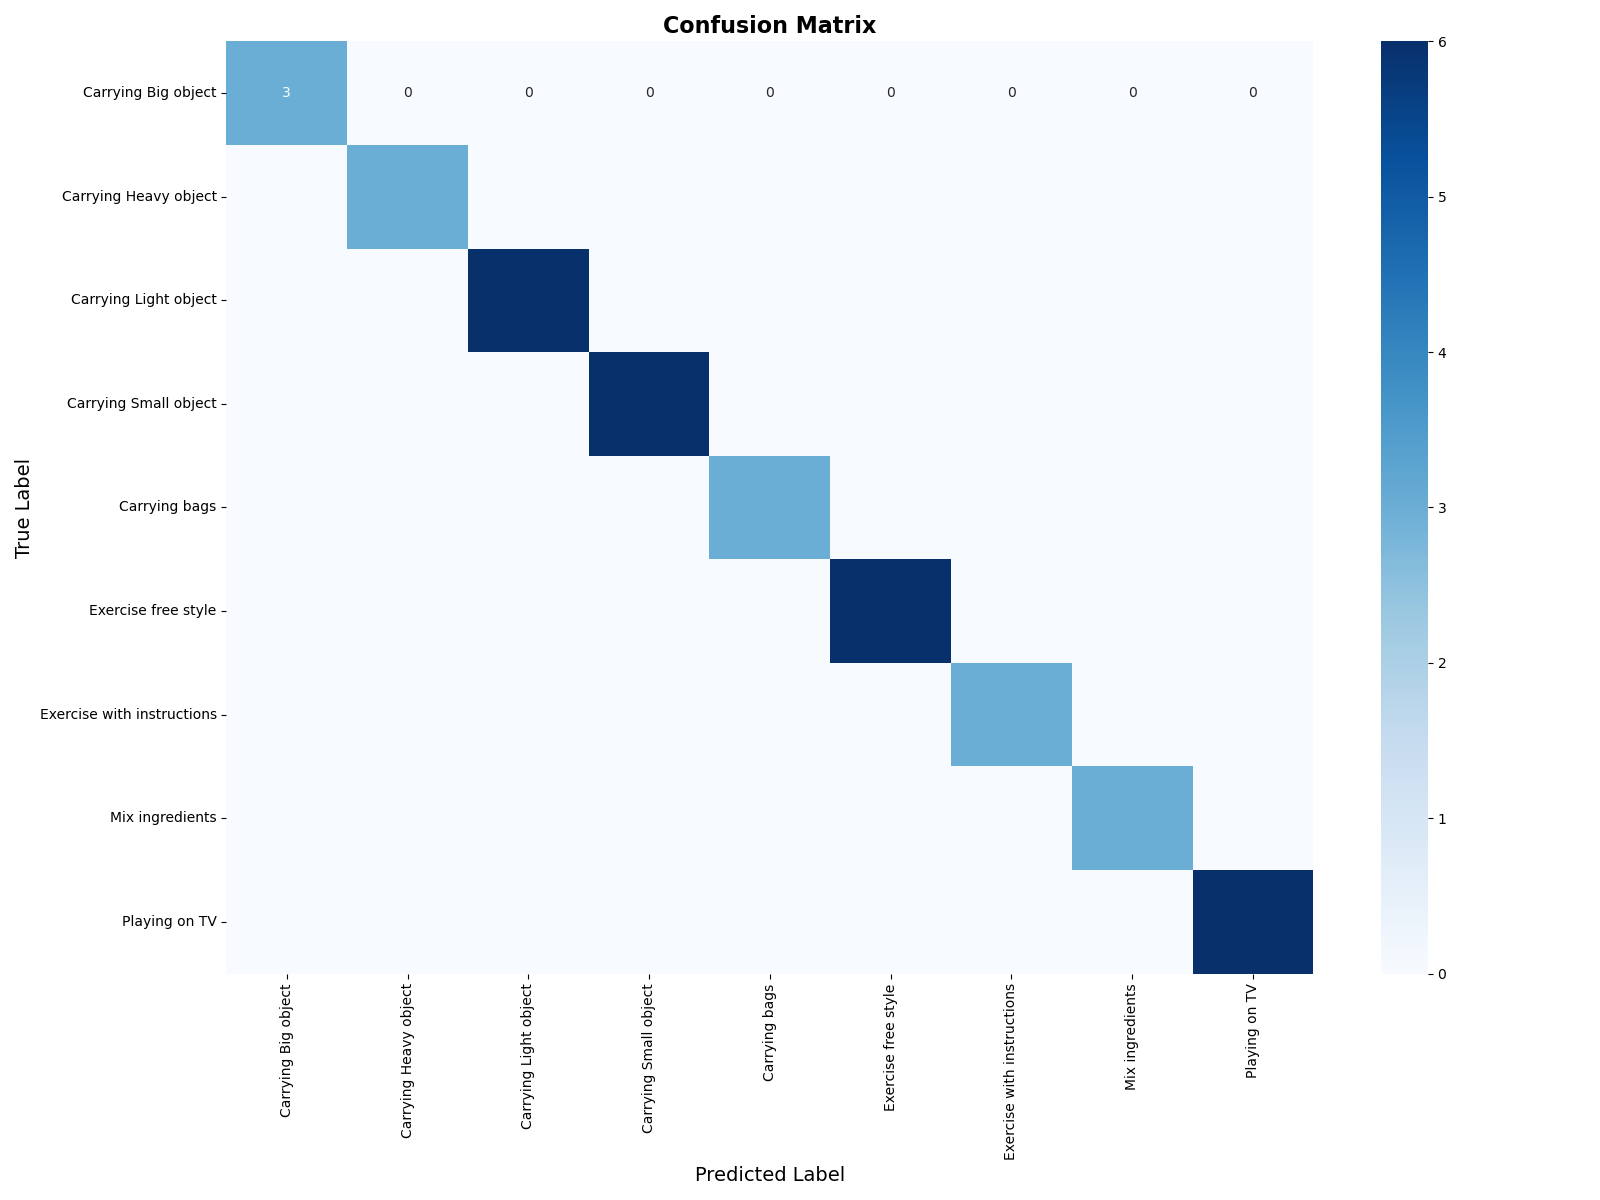 Confusion Matrix
Carrying Big object
3 0 0 0 0 0 0 0 0
Carrying Heavy object
Carrying Light object
Carrying Small object
Carrying bags
Exercise free style
Exercise with instructions
Mix ingredients
Playing on TV
True Label
Carrying Big object
Carrying Heavy object
Carrying Light object
Carrying Small object
Carrying bags
Exercise free style
Exercise with instructions
Mix ingredients
Playing on TV
Predicted Label
6
5
4
3
2
1
0